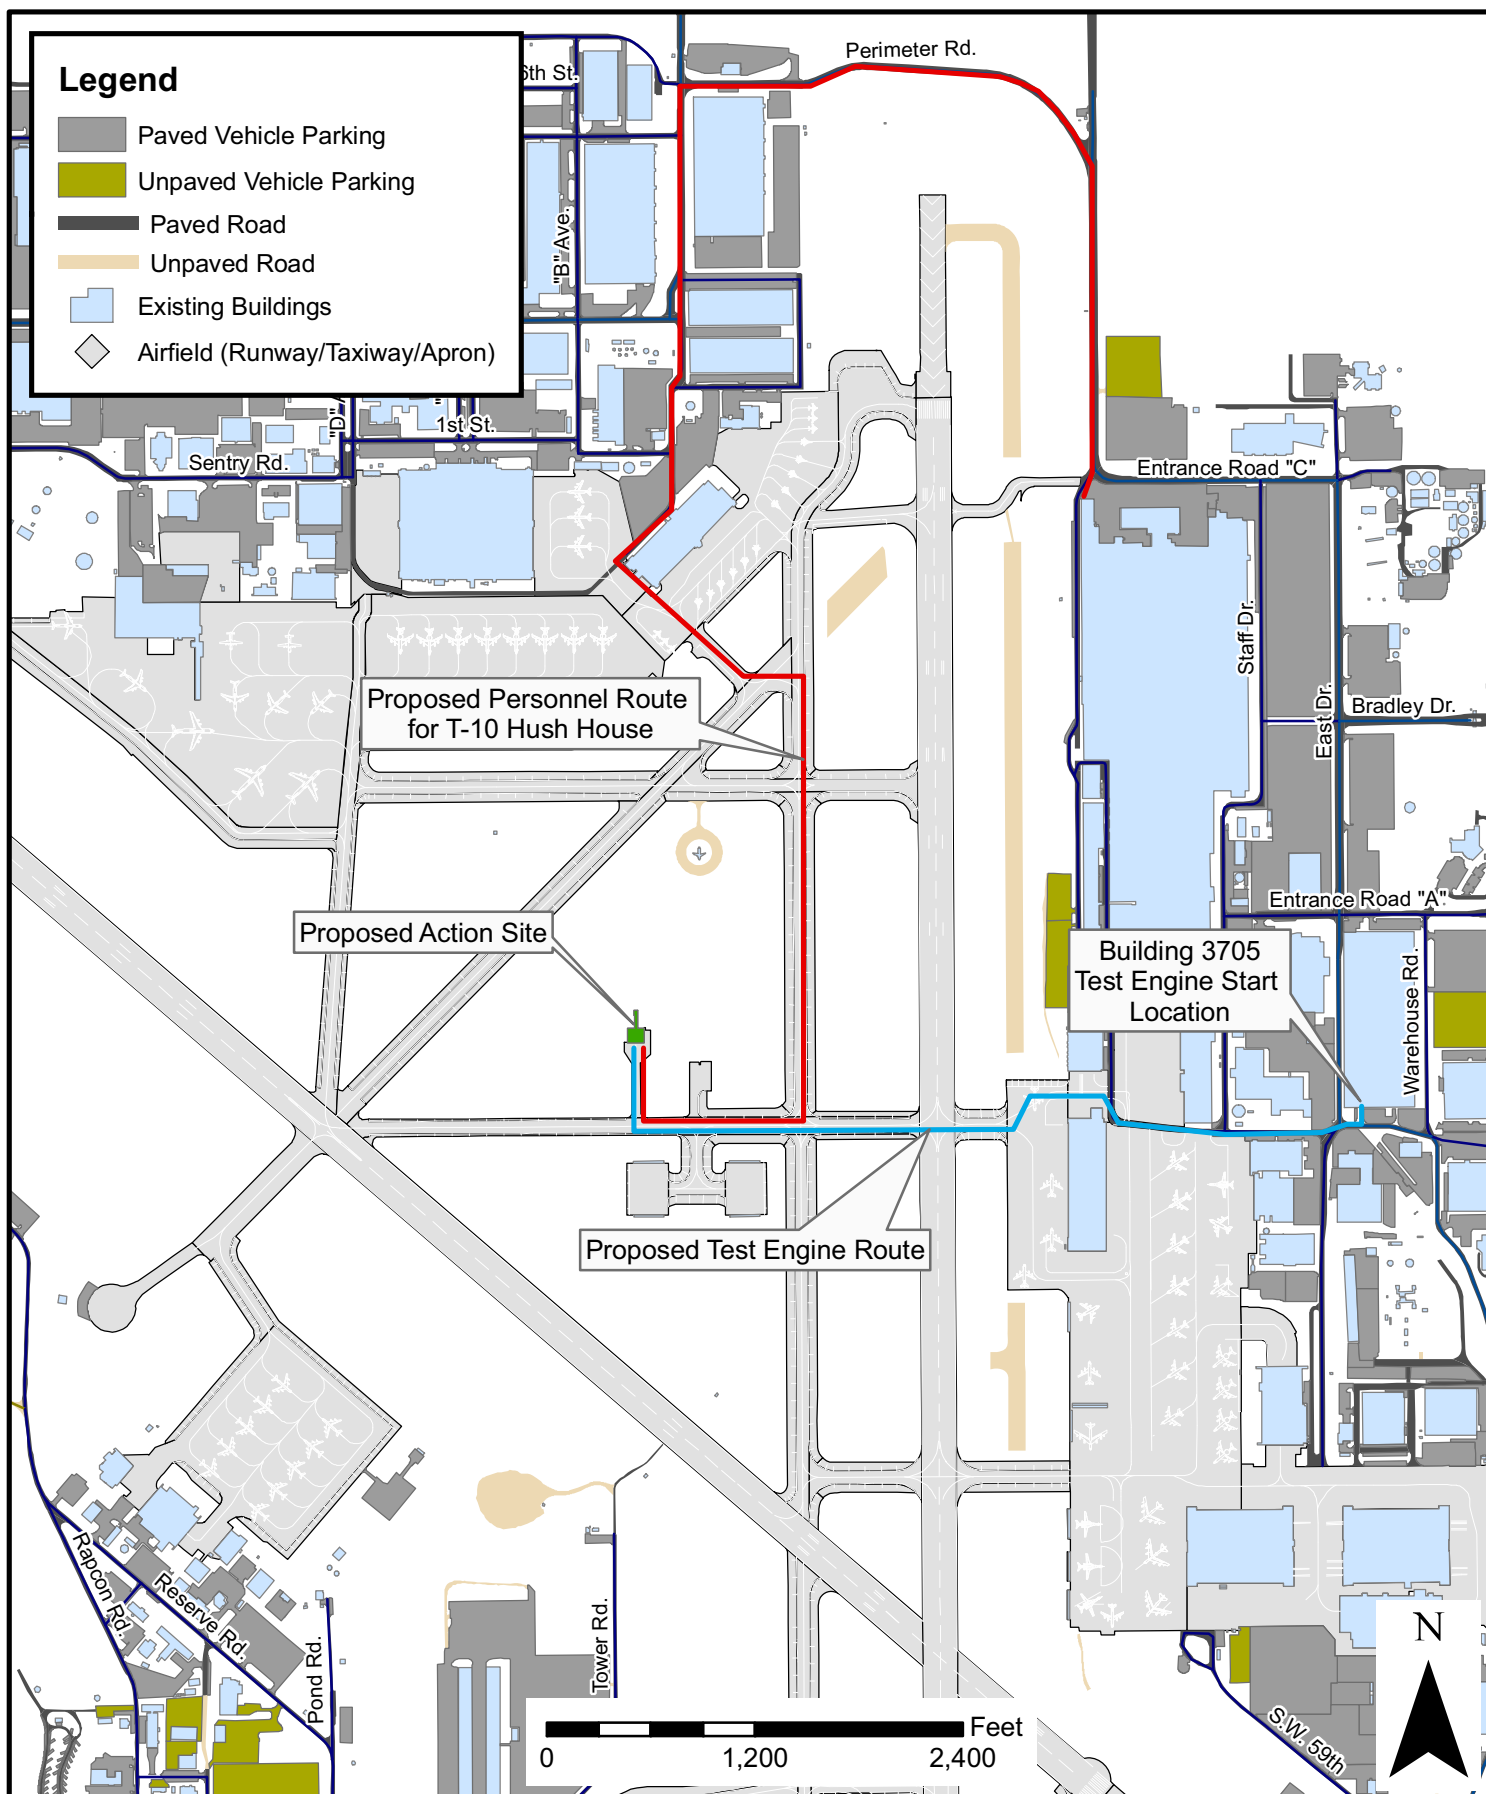 Perimeter Rd.
Legend
6th St.
Paved Vehicle Parking
Unpaved Vehicle Parking
Paved Road
"B" Ave.
Unpaved Road
Existing Buildings
Airfield (Runway/Taxiway/Apron)
"D"
1st St.
Sentry Rd.
Entrance Road "C"
Staff Dr.
East Dr.
Bradley Dr.
Proposed Personnel Route
for T-10 Hush House
Entrance Road "A"
Proposed Action Site
Building 3705
Test Engine Start
Location
Warehouse Rd.
Proposed Test Engine Route
Rapcon Rd.
Reserve Rd.
Pond Rd.
Tower Rd.
N
S.W. 59th
Feet
0
1,200
2,400